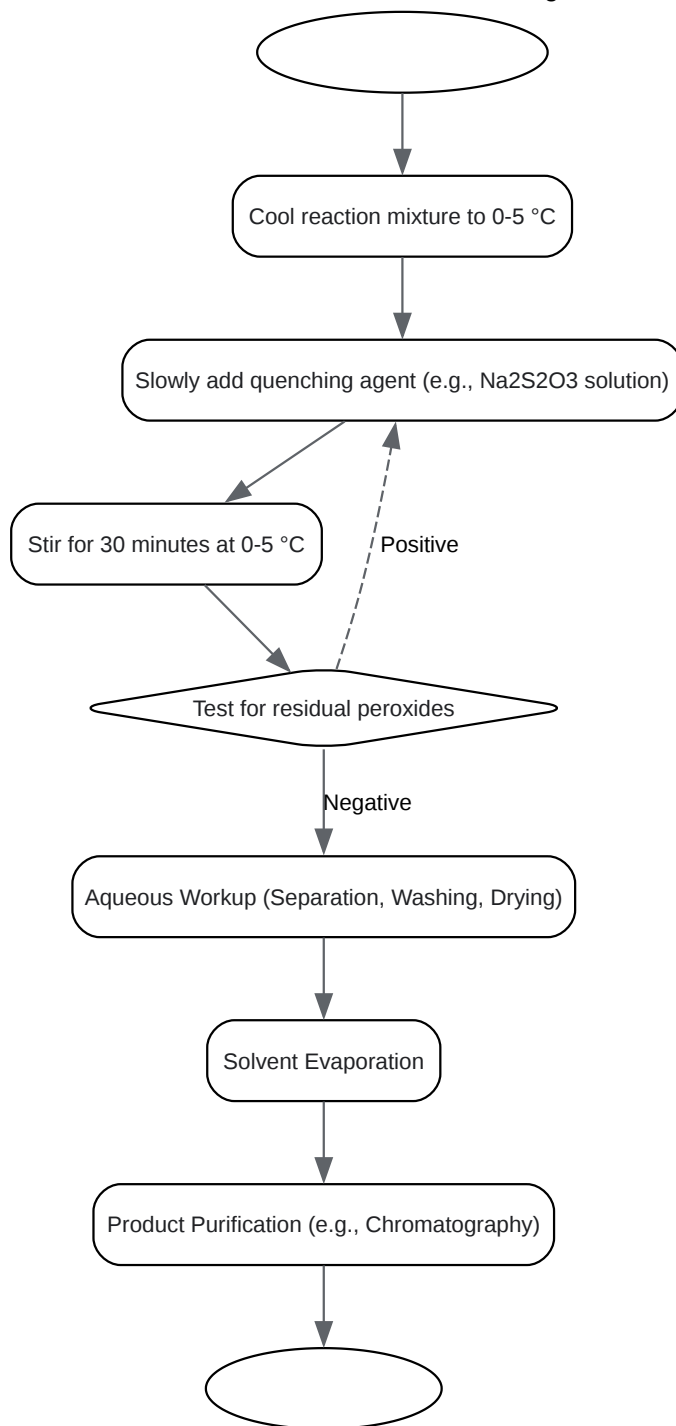 Cool reaction mixture to 0-5 °C
Slowly add quenching agent (e.g., Na2S2O3 solution)
Stir for 30 minutes at 0-5 °C
Positive
Test for residual peroxides
Negative
Aqueous Workup (Separation, Washing, Drying)
Solvent Evaporation
Product Purification (e.g., Chromatography)